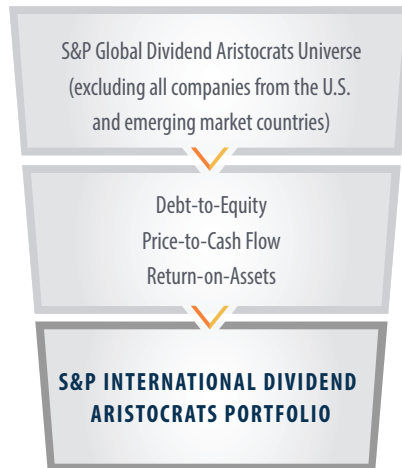 S&P Global Dividend Aristocrats Universe
(excluding all companies from the U.S.
and emerging market countries)
Debt-to-Equity
Price-to-Cash Flow
Return-on-Assets
S&P INTERNATIONAL DIVIDEND
ARISTOCRATS PORTFOLIO